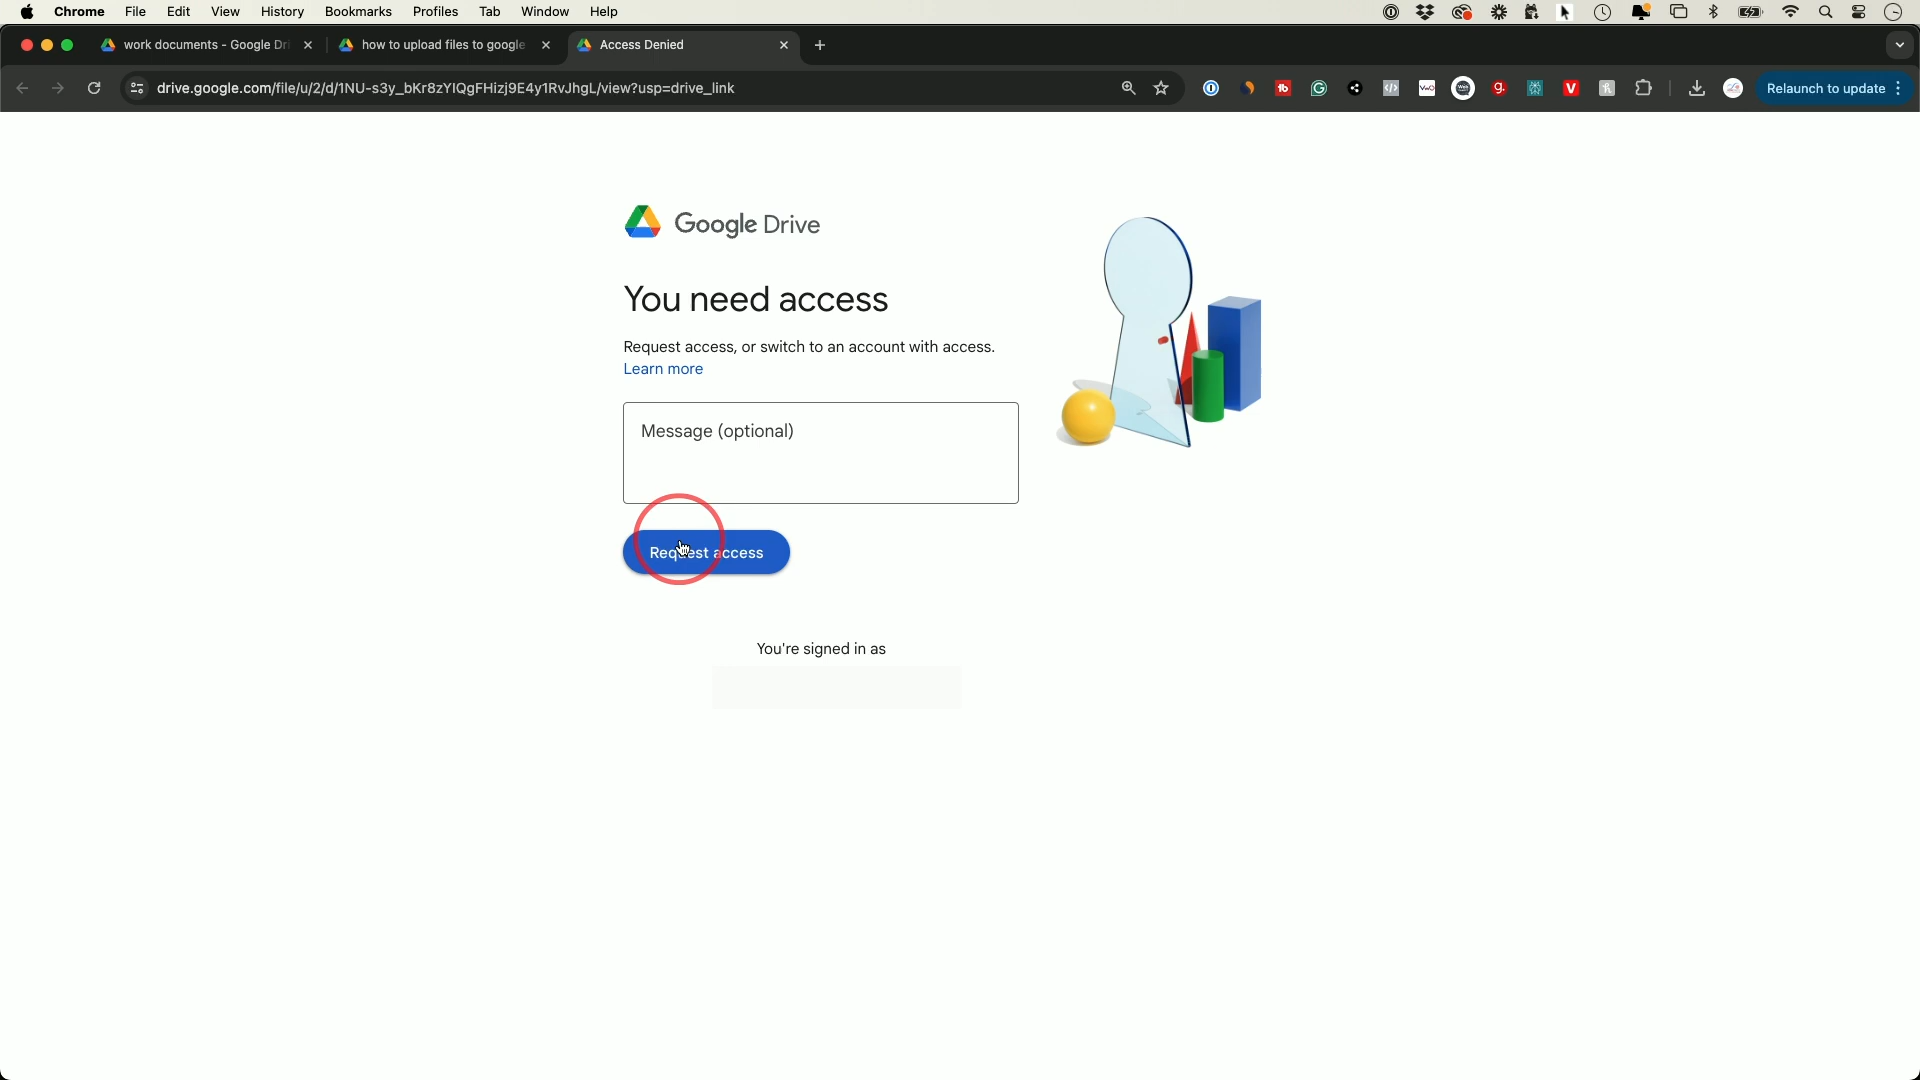 Chrome File Edit View History Bookmarks Profiles Tab Window Help
work documents - Google Dri
how to upload files to google
Access Denied
drive.google.com/file/u/2/d/1NU-s3y_bKr8zYIQgFHizj9E4y1RvJhgL/view?usp=drive_link
Relaunch to update
Google Drive
You need access
Request access, or switch to an account with access.
Learn more
Message (optional)
Request access
You're signed in as